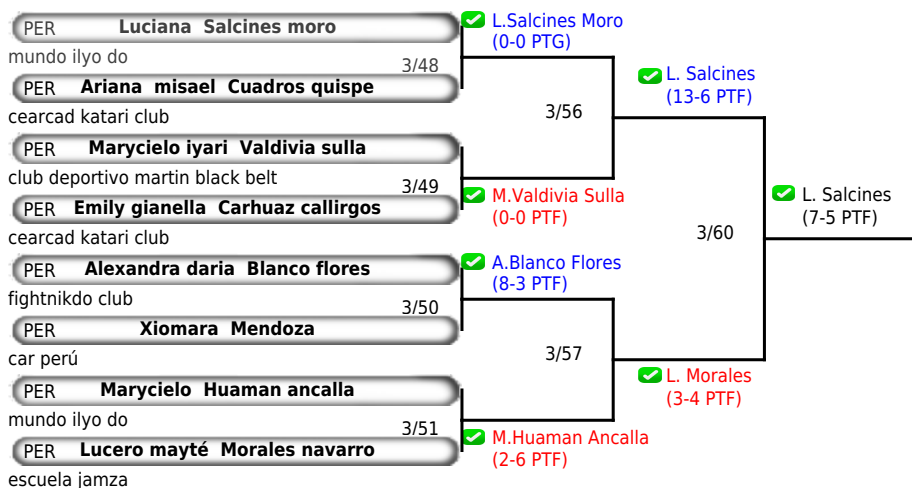 PER Luciana Salcines moro
mundo ilyo do
3/48
PER Ariana misael Cuadros quispe
cearcad katari club
PER Marycielo iyari Valdivia sulla
club deportivo martin black belt
3/49
PER Emily gianella Carhuaz callirgos
cearcad katari club
PER Alexandra daria Blanco flores
fightnikdo club
3/50
PER Xiomara Mendoza
car perú
PER Marycielo Huaman ancalla
mundo ilyo do
3/51
PER Lucero mayté Morales navarro
escuela jamza
L.Salcines Moro
(0-0 PTG)
3/56
M.Valdivia Sulla
(0-0 PTF)
A.Blanco Flores
(8-3 PTF)
3/57
M.Huaman Ancalla
(2-6 PTF)
L. Salcines
(13-6 PTF)
3/60
L. Morales
(3-4 PTF)
L. Salcines
(7-5 PTF)